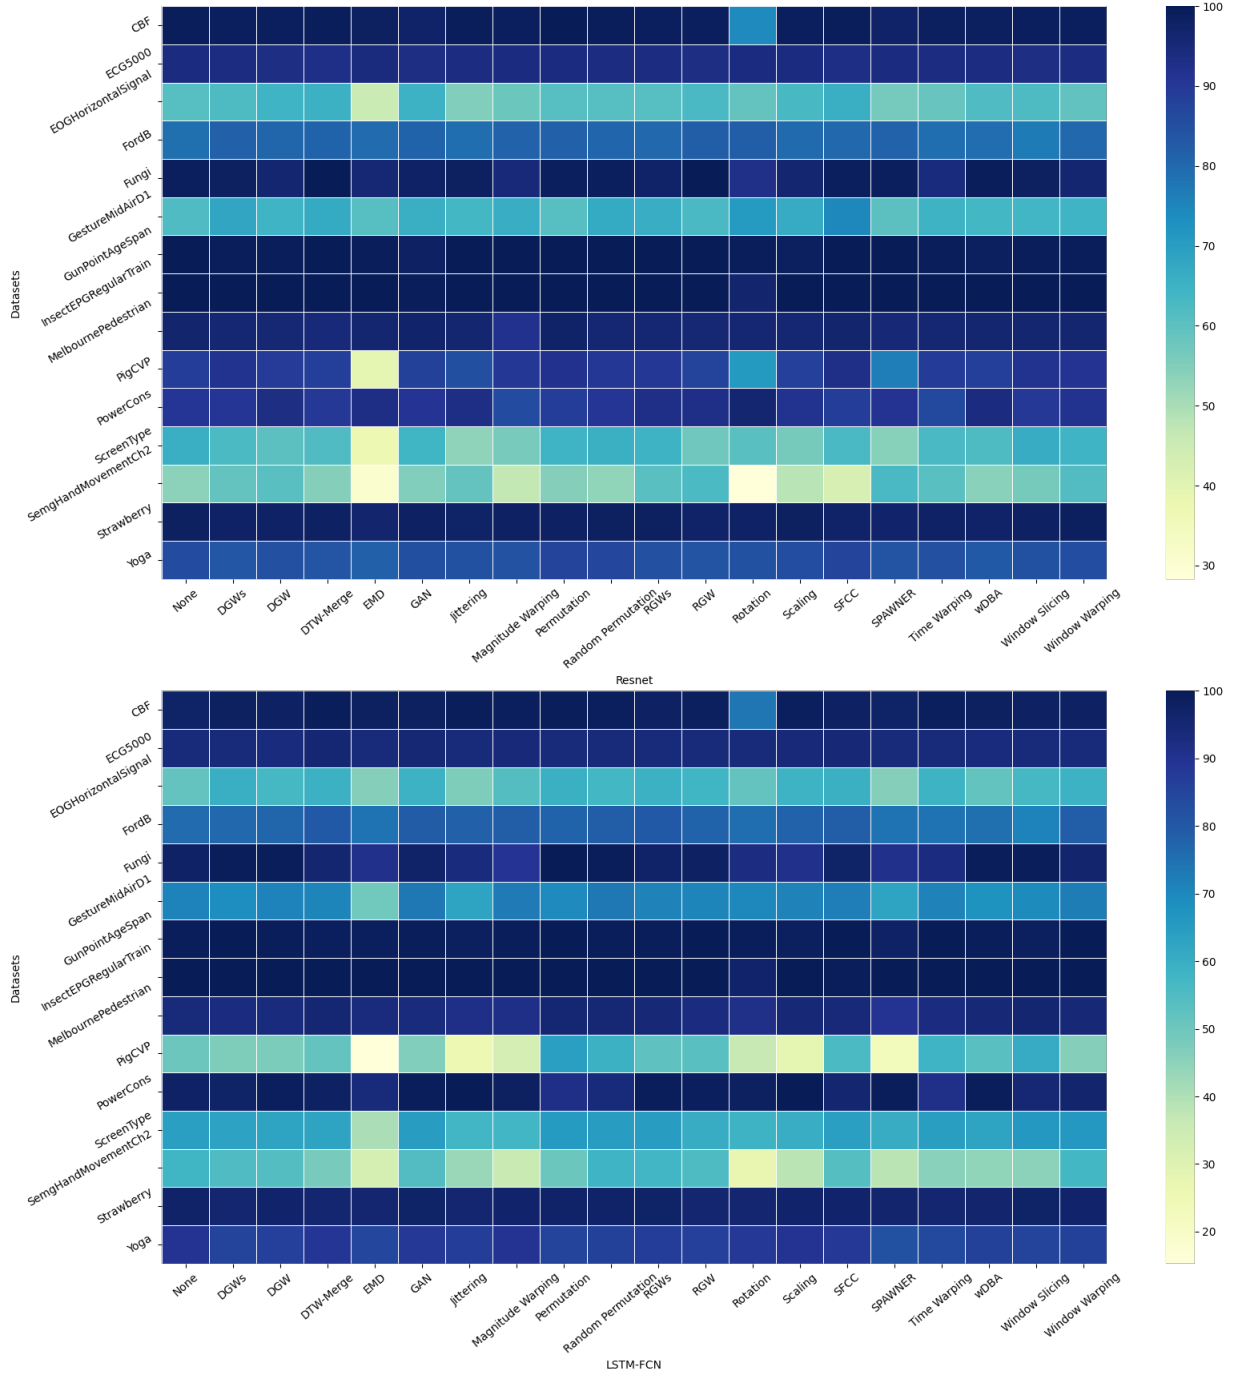 CBF
ECG5000
EOGHorizontalSignal
FordB
Fungi
GestureMidAirD1
GunPointAgeSpan
InsectEPGRegularTrain
MelbournePedestrian
PigCVP
PowerCons
ScreenType
SemgHandMovementCh2
Strawberry
Yoga
Datasets
None
DGWs
DGW
DTW-Merge
EMD
GAN
Jittering
Magnitude Warping
Permutation
Random Permutation
RGWs
RGW
Rotation
Scaling
SFCC
SPAWNER
Time Warping
wDBA
Window Slicing
Window Warping
Resnet
100
90
80
70
60
50
40
30
CBF
ECG5000
EOGHorizontalSignal
FordB
Fungi
GestureMidAirD1
GunPointAgeSpan
InsectEPGRegularTrain
MelbournePedestrian
PigCVP
PowerCons
ScreenType
SemgHandMovementCh2
Strawberry
Yoga
Datasets
None
DGWs
DGW
DTW-Merge
EMD
GAN
Jittering
Magnitude Warping
Permutation
Random Permutation
RGWs
RGW
Rotation
Scaling
SFCC
SPAWNER
Time Warping
wDBA
Window Slicing
Window Warping
LSTM-FCN
100
90
80
70
60
50
40
30
20